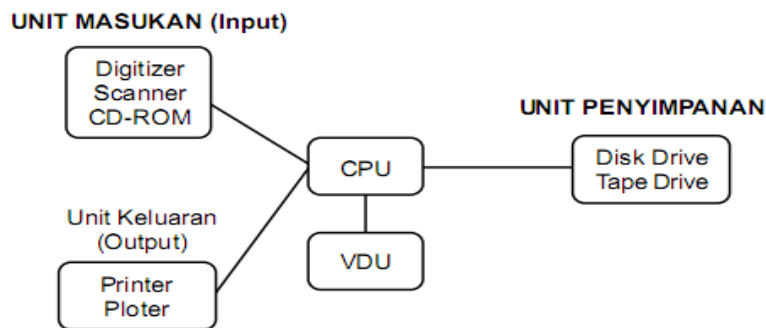 UNIT MASUKAN (Input)
Digitizer
Scanner
CD-ROM
UNIT PENYIMPANAN
CPU
Disk Drive
Tape Drive
Unit Keluaran
(Output)
VDU
Printer
Ploter